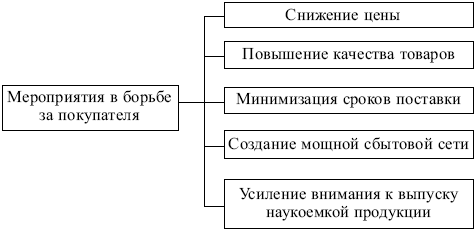 Мероприятия в борьбе
за покупателя
Снижение цены
Повышение качества товаров
Минимизация сроков поставки
Создание мощной сбытовой сети
Усиление внимания к выпуску
наукоемкой продукции